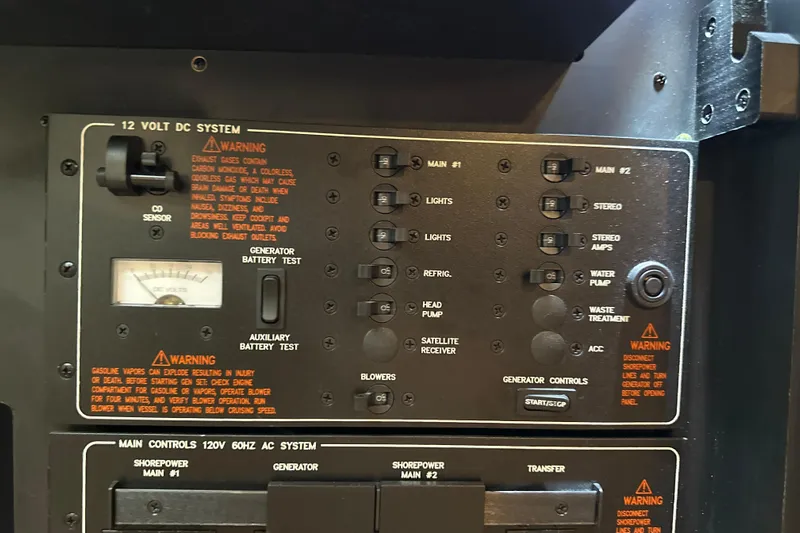 12 VOLT DC SYSTEM
WARNING
EXHAUST GASES CONTAIN
CARBON MONOXIDE, A COLORLESS,
ODORLESS GAS WHICH MAY CAUSE
BRAIN DAMAGE OR DEATH WHEN
INHALED. SYMPTOMS INCLUDE
NAUSEA, DIZZINESS, AND
DROWSINESS. KEEP COCKPIT AND
AREAS WELL VENTILATED. AVOID
BLOCKING EXHAUST OUTLETS.
CO
SENSOR
GENERATOR
BATTERY TEST
DC VOLTS
AUXILIARY
BATTERY TEST
WARNING
GASOLINE VAPORS CAN EXPLODE RESULTING IN INJURY
OR DEATH. BEFORE STARTING GEN SET: CHECK ENGINE
COMPARTMENT FOR GASOLINE OR VAPORS, OPERATE BLOWER
FOR FOUR MINUTES, AND VERIFY BLOWER OPERATION. RUN
BLOWER WHEN VESSEL IS OPERATING BELOW CRUISING SPEED.
MAIN #1
LIGHTS
LIGHTS
REFRIG.
HEAD
PUMP
SATELLITE
RECEIVER
BLOWERS
MAIN #2
STEREO
STEREO
AMPS
WATER
PUMP
WASTE
TREATMENT
ACC
GENERATOR CONTROLS
START/STOP
WARNING
DISCONNECT
SHOREPOWER
LINES AND TURN
GENERATOR OFF
BEFORE OPENING
PANEL.
MAIN CONTROLS 120V 60HZ AC SYSTEM
SHOREPOWER
MAIN #1
GENERATOR
SHOREPOWER
MAIN #2
TRANSFER
WARNING
DISCONNECT
SHOREPOWER
LINES AND TURN